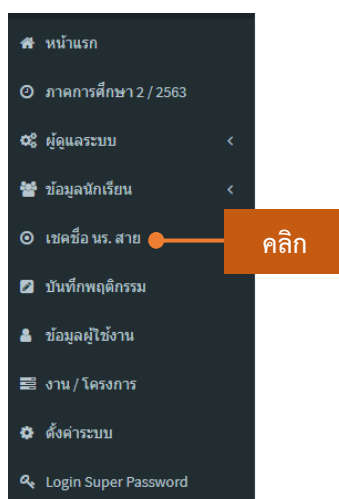 หน้าแรก
ภาคการศึกษา 2 / 2563
ผู้ดูแลระบบ
ข้อมูลนักเรียน
เชคชื่อ นร. สาย
คลิก
บันทึกพฤติกรรม
ข้อมูลผู้ใช้งาน
งาน / โครงการ
ตั้งค่าระบบ
Login Super Password